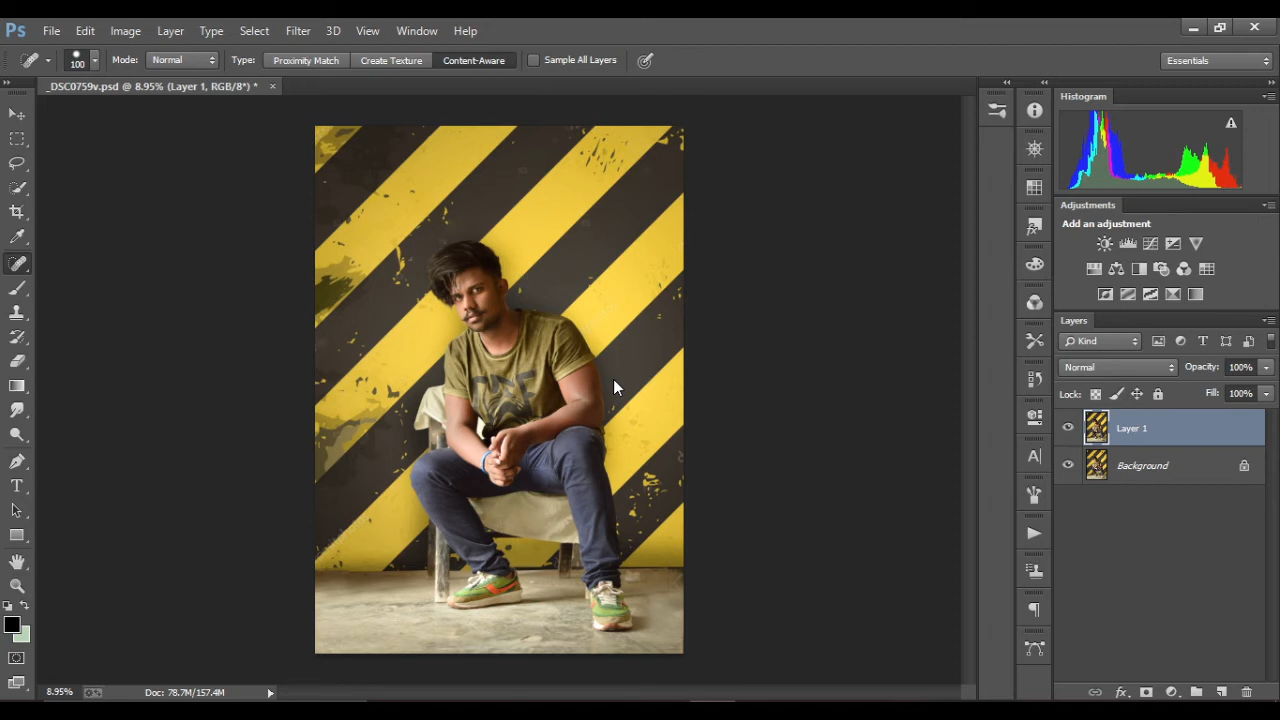 Ps File Edit Image Layer Type Select Filter 3D View Window Help
100 Mode: Normal Type: Proximity Match Create Texture Content-Aware Sample All Layers Essentials
_DSC0759v.psd @ 8.95% (Layer 1, RGB/8*) * ×
Histogram
Adjustments
Add an adjustment
Layers
Kind
Normal Opacity: 100%
Lock: Fill: 100%
Layer 1
Background
8.95% Doc: 78.7M/157.4M